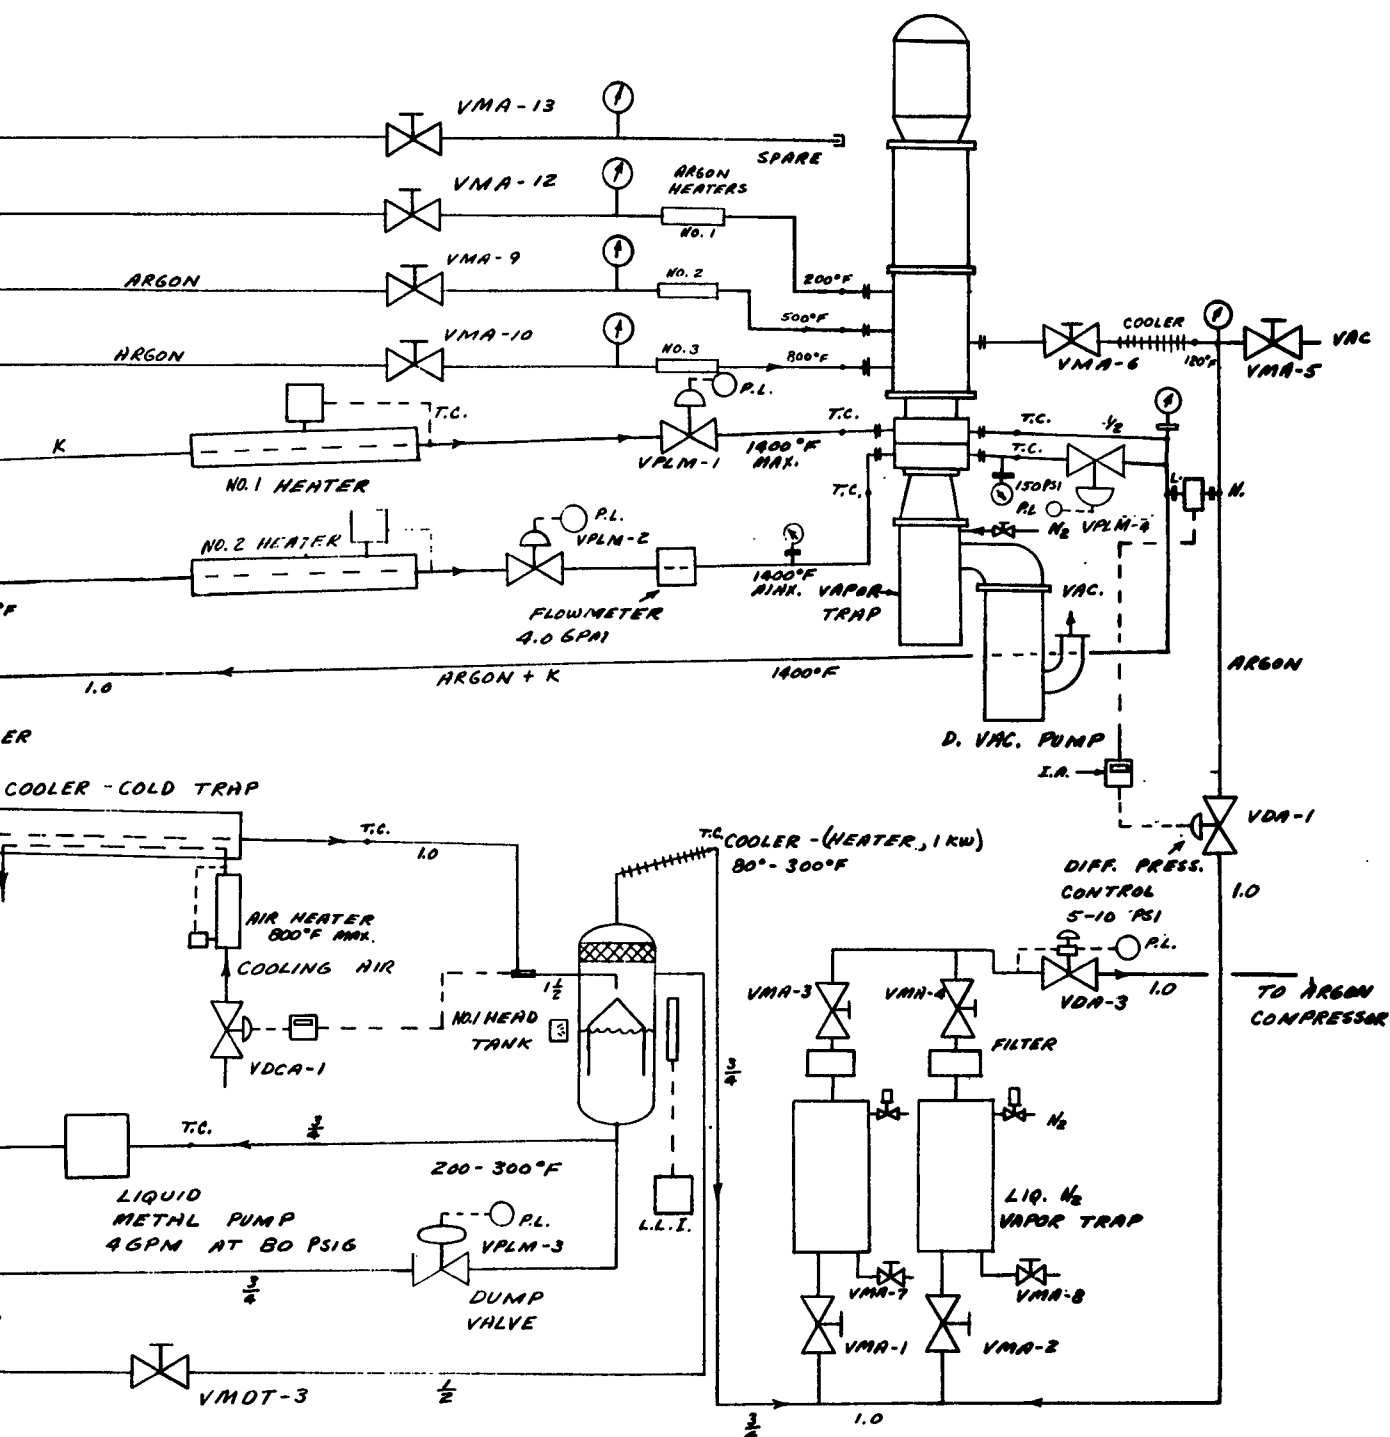 VMA-13
SPARE
VMA-12
ARGON
HEATERS
NO. 1
VMA-9
ARGON
NO. 2
200°F
500°F
VMA-10
ARGON
NO. 3
800°F
P.L.
COOLER
VAC
VMA-6
120°F
VMA-5
T.C.
K
NO. 1 HEATER
VPLM-1
1400°F
MAX.
T.C.
T.C.
1/2
T.C.
T.C.
150 PSI
P.L
VPLM-4
L.
N.
N2
NO. 2 HEATER
P.L.
VPLM-2
FLOWMETER
4.0 GPM
1400°F
MAX.
VAPOR
TRAP
VAC.
°F
1.0
ARGON + K
1400°F
ARGON
D. VAC. PUMP
I.A.
ER
COOLER - COLD TRAP
T.C.
1.0
T.C.
COOLER - (HEATER, 1 KW)
80° - 300°F
VDA-1
DIFF. PRESS.
CONTROL
5-10 PSI
1.0
AIR HEATER
800°F MAX.
COOLING AIR
1 1/2
NO. 1 HEAD
TANK
VDCA-1
P.L.
VMA-3
VMA-4
VDA-3
1.0
TO ARGON
COMPRESSOR
FILTER
3/4
N2
T.C.
3/4
200-300°F
LIQUID
METAL PUMP
4 GPM AT 80 PSIG
P.L.
VPLM-3
L.L.I.
LIQ. N2
VAPOR TRAP
3/4
DUMP
VALVE
VMA-7
VMA-8
VMA-1
VMA-2
VMDT-3
1/2
3/4
1.0